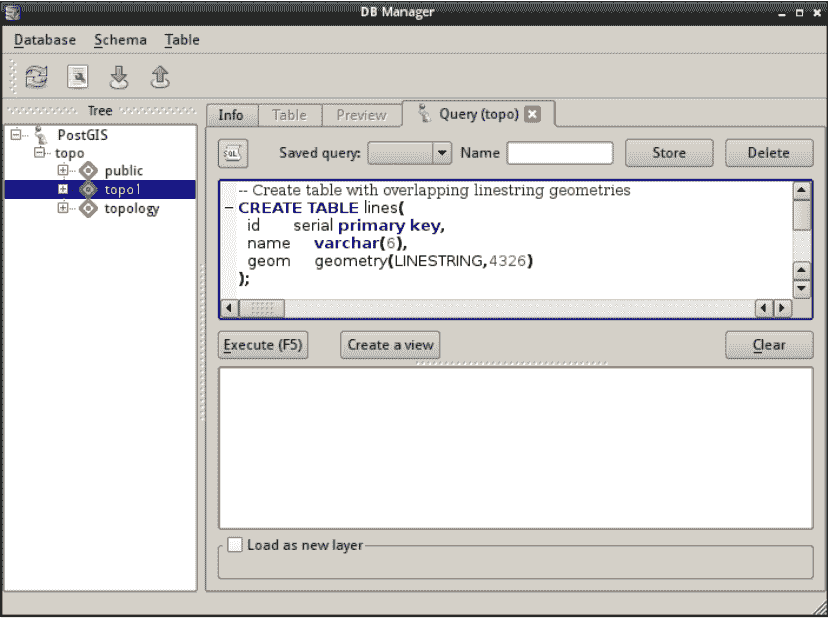 DB Manager
Database Schema Table
Tree
PostGIS
topo
public
topo1
topology
Info Table Preview Query (topo)
SQL Saved query: Name Store Delete
-- Create table with overlapping linestring geometries
CREATE TABLE lines(
id serial primary key,
name varchar(6),
geom geometry(LINESTRING,4326)
);
Execute (F5) Create a view Clear
Load as new layer